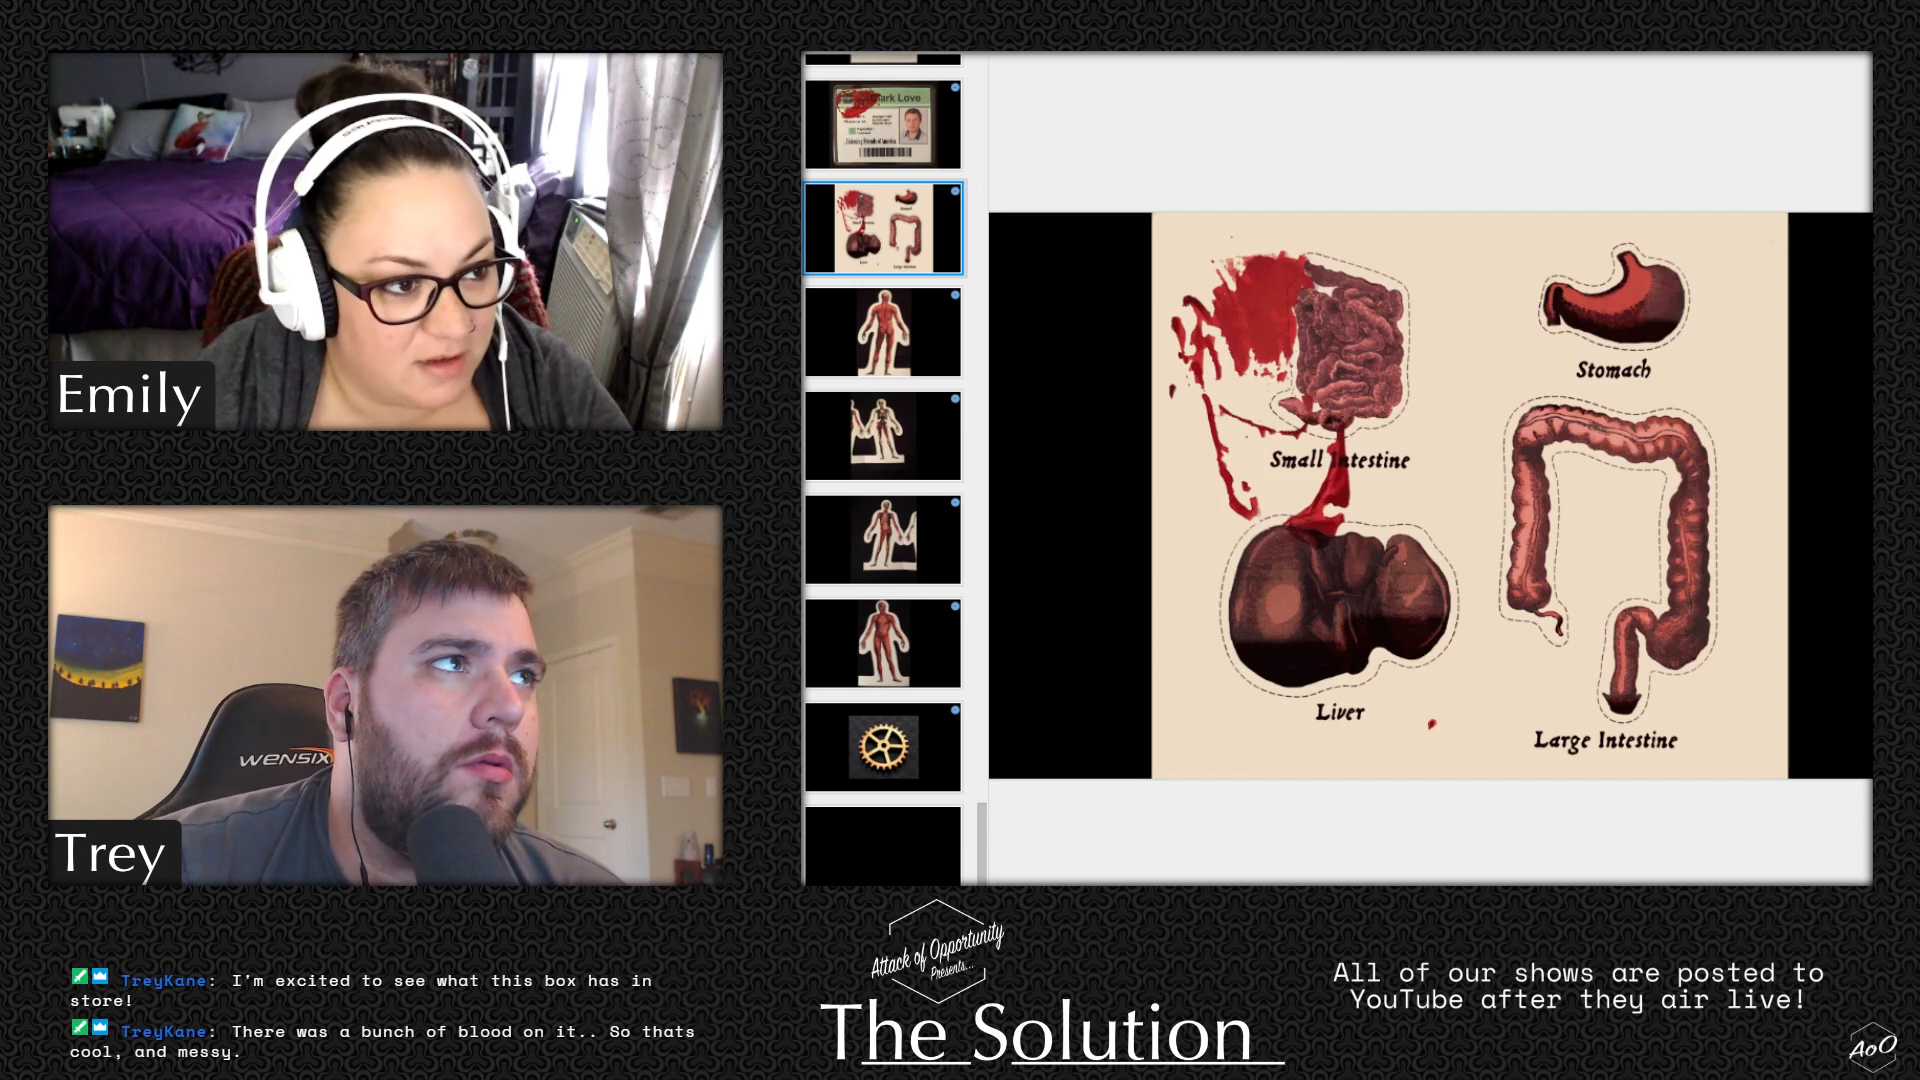 Emily
WENSIX
Trey
Clark Love
Small Intestine
Stomach
Liver
Large Intestine
TreyKane: I'm excited to see what this box has in
store!
TreyKane: There was a bunch of blood on it.. So thats
cool, and messy.
Attack of Opportunity
Presents...
The Solution
All of our shows are posted to
YouTube after they air live!
AoO